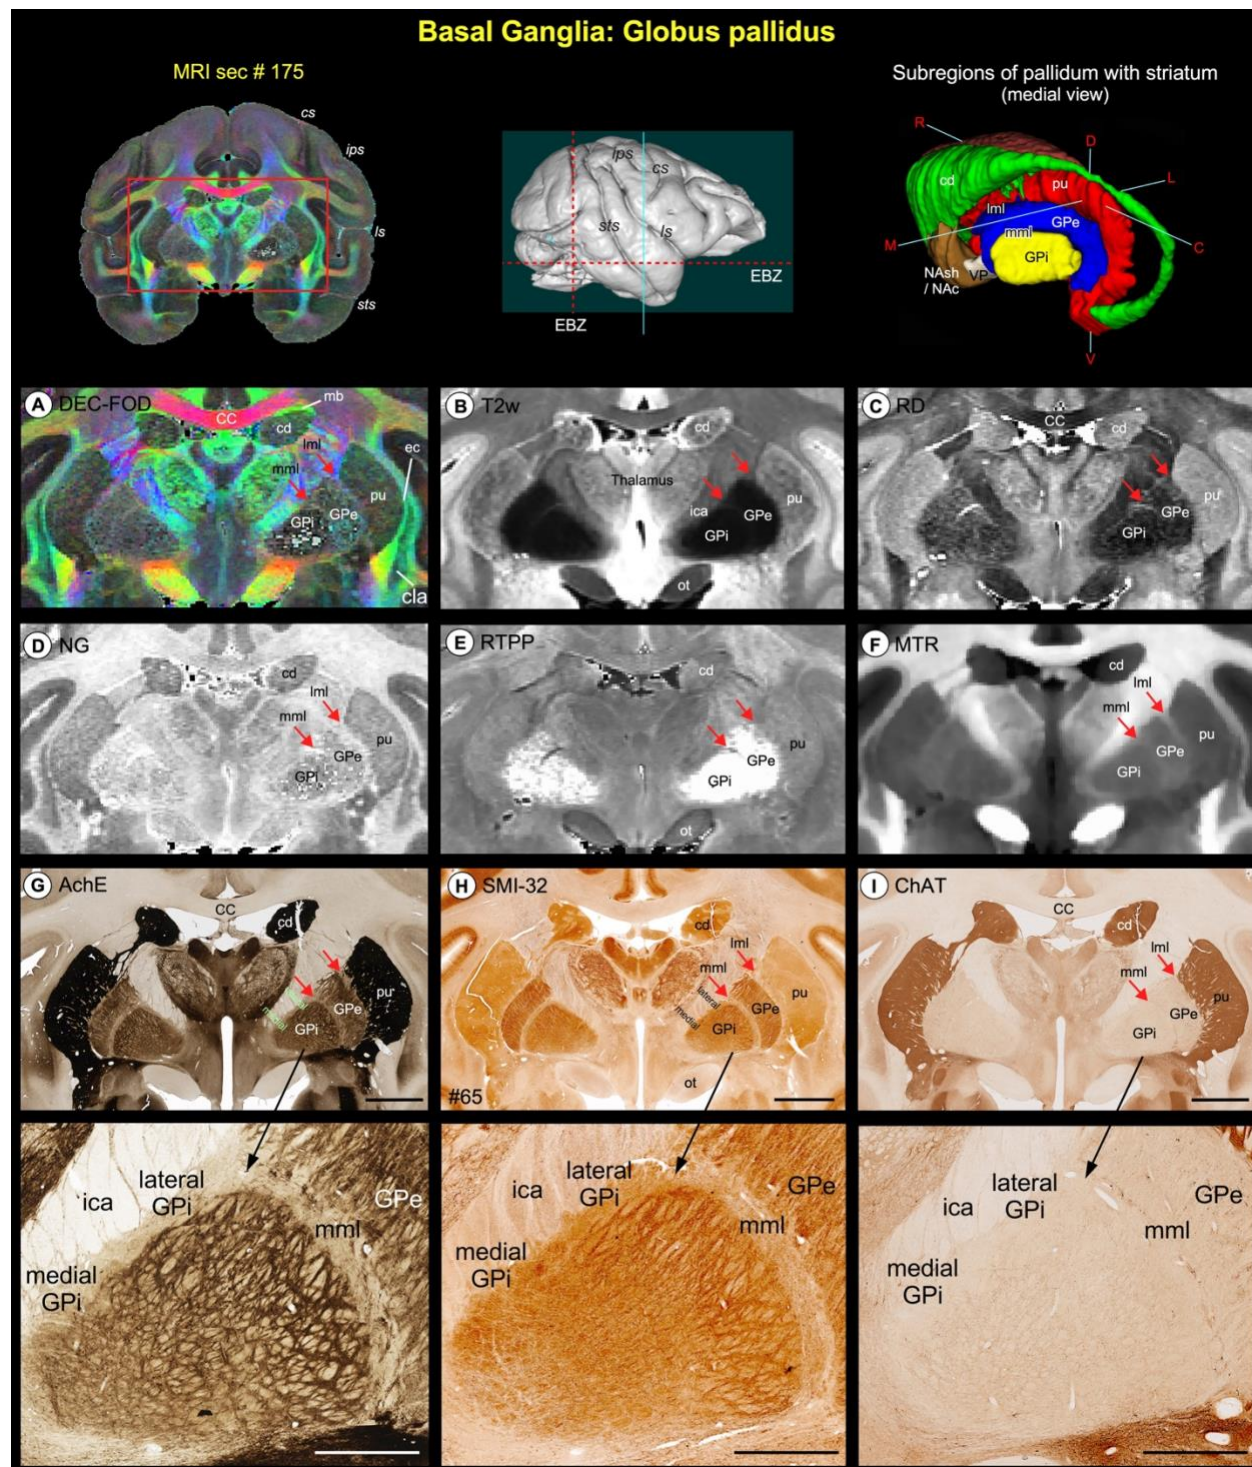 Basal Ganglia: Globus pallidus
MRI sec # 175
cs
ips
ls
sts
ips
cs
sts
ls
EBZ
EBZ
Subregions of pallidum with striatum
(medial view)
R
D
L
cd
pu
lml
GPe
M
mml
C
GPi
VP
NAsh
/ NAc
V
A DEC-FOD
mb
CC
cd
lml
ec
mml
pu
GPi
GPe
cla
B T2w
cd
Thalamus
pu
ica
GPe
GPi
ot
C RD
CC
cd
pu
GPe
GPi
D NG
cd
lml
mml
pu
GPe
GPi
E RTPP
cd
pu
GPe
GPi
ot
F MTR
cd
lml
mml
pu
GPe
GPi
G AchE
CC
cd
pu
lateral
medial
GPe
GPi
H SMI-32
cd
lml
mml
pu
lateral
medial
GPe
GPi
ot
#65
I ChAT
CC
cd
lml
mml
pu
GPe
GPi
lateral
GPi
ica
GPe
mml
medial
GPi
lateral
GPi
ica
GPe
mml
medial
GPi
lateral
GPi
ica
GPe
mml
medial
GPi